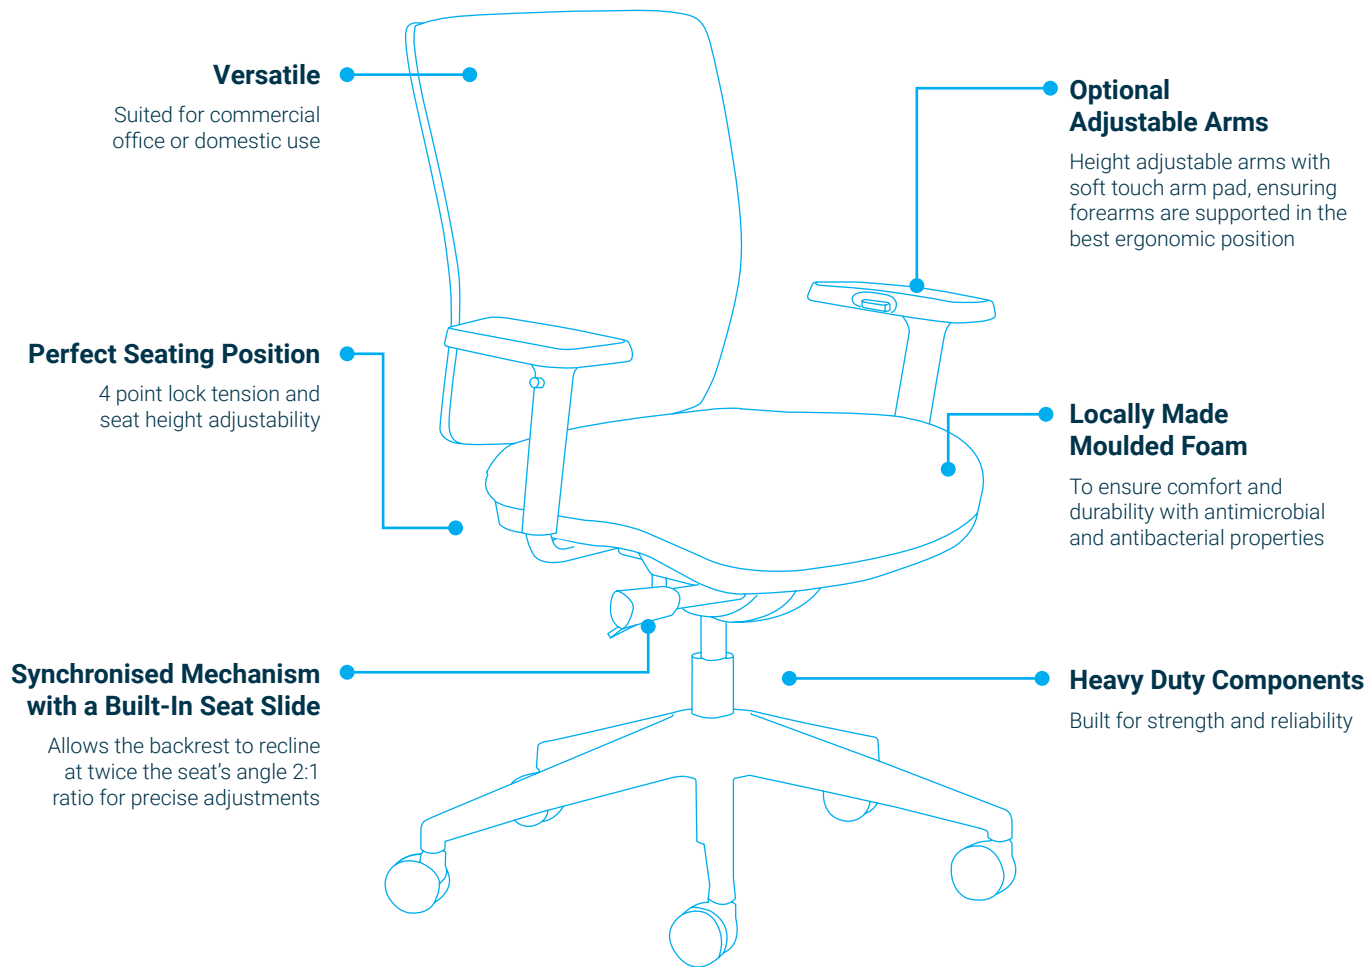 Versatile
Suited for commercial
office or domestic use
Perfect Seating Position
4 point lock tension and
seat height adjustability
Synchronised Mechanism
with a Built-In Seat Slide
Allows the backrest to recline
at twice the seat’s angle 2:1
ratio for precise adjustments
Optional
Adjustable Arms
Height adjustable arms with
soft touch arm pad, ensuring
forearms are supported in the
best ergonomic position
Locally Made
Moulded Foam
To ensure comfort and
durability with antimicrobial
and antibacterial properties
Heavy Duty Components
Built for strength and reliability